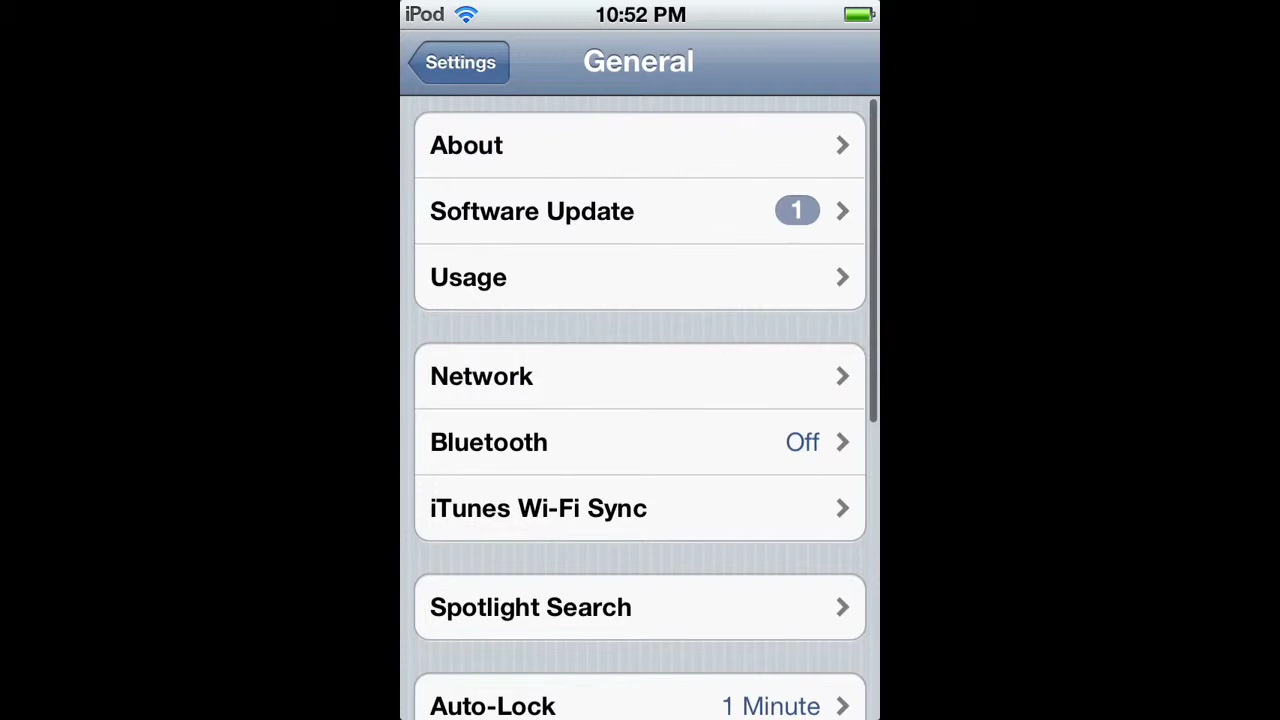 iPod 10:52 PM
Settings General
About
Software Update 1
Usage
Network
Bluetooth Off
iTunes Wi-Fi Sync
Spotlight Search
Auto-Lock 1 Minute